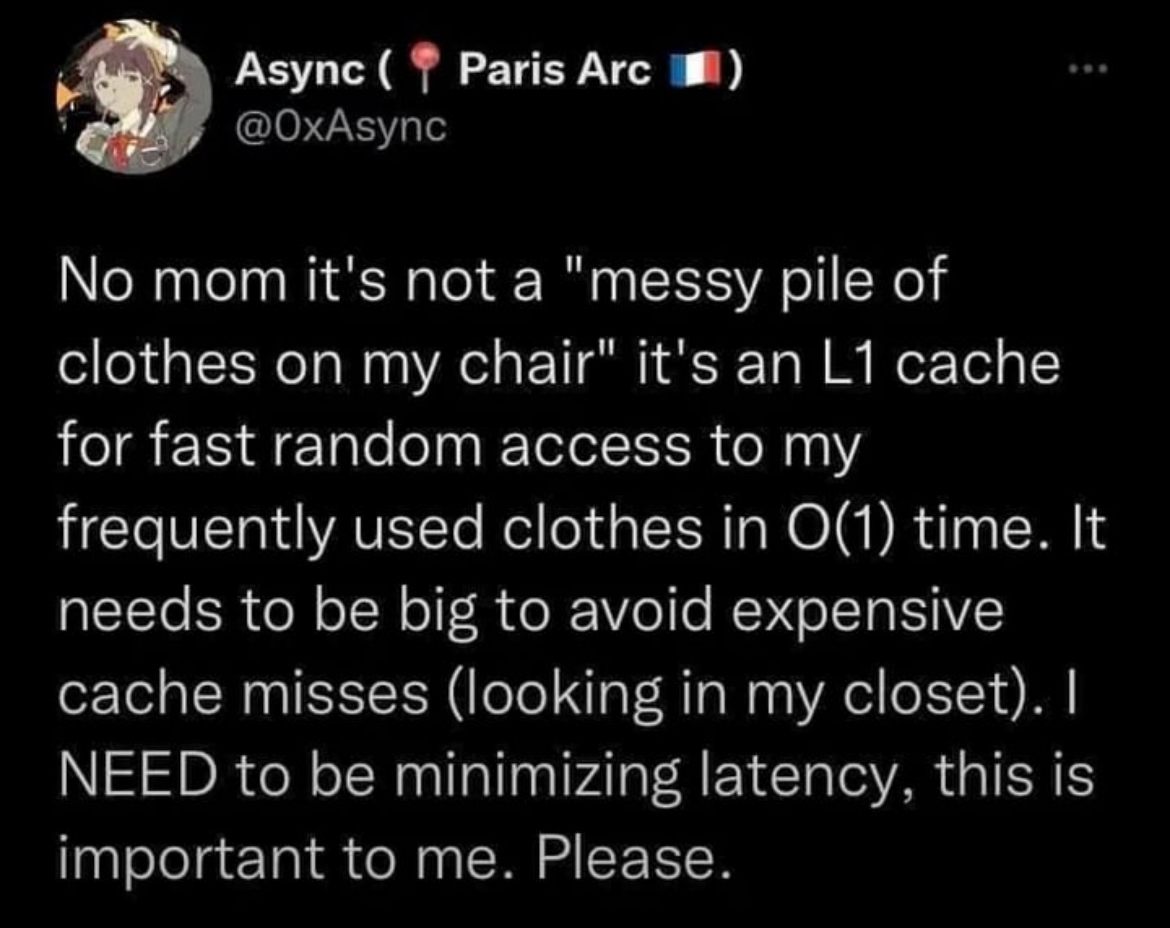 Async (📍 Paris Arc 🇫🇷)
@0xAsync
No mom it's not a "messy pile of
clothes on my chair" it's an L1 cache
for fast random access to my
frequently used clothes in O(1) time. It
needs to be big to avoid expensive
cache misses (looking in my closet). I
NEED to be minimizing latency, this is
important to me. Please.